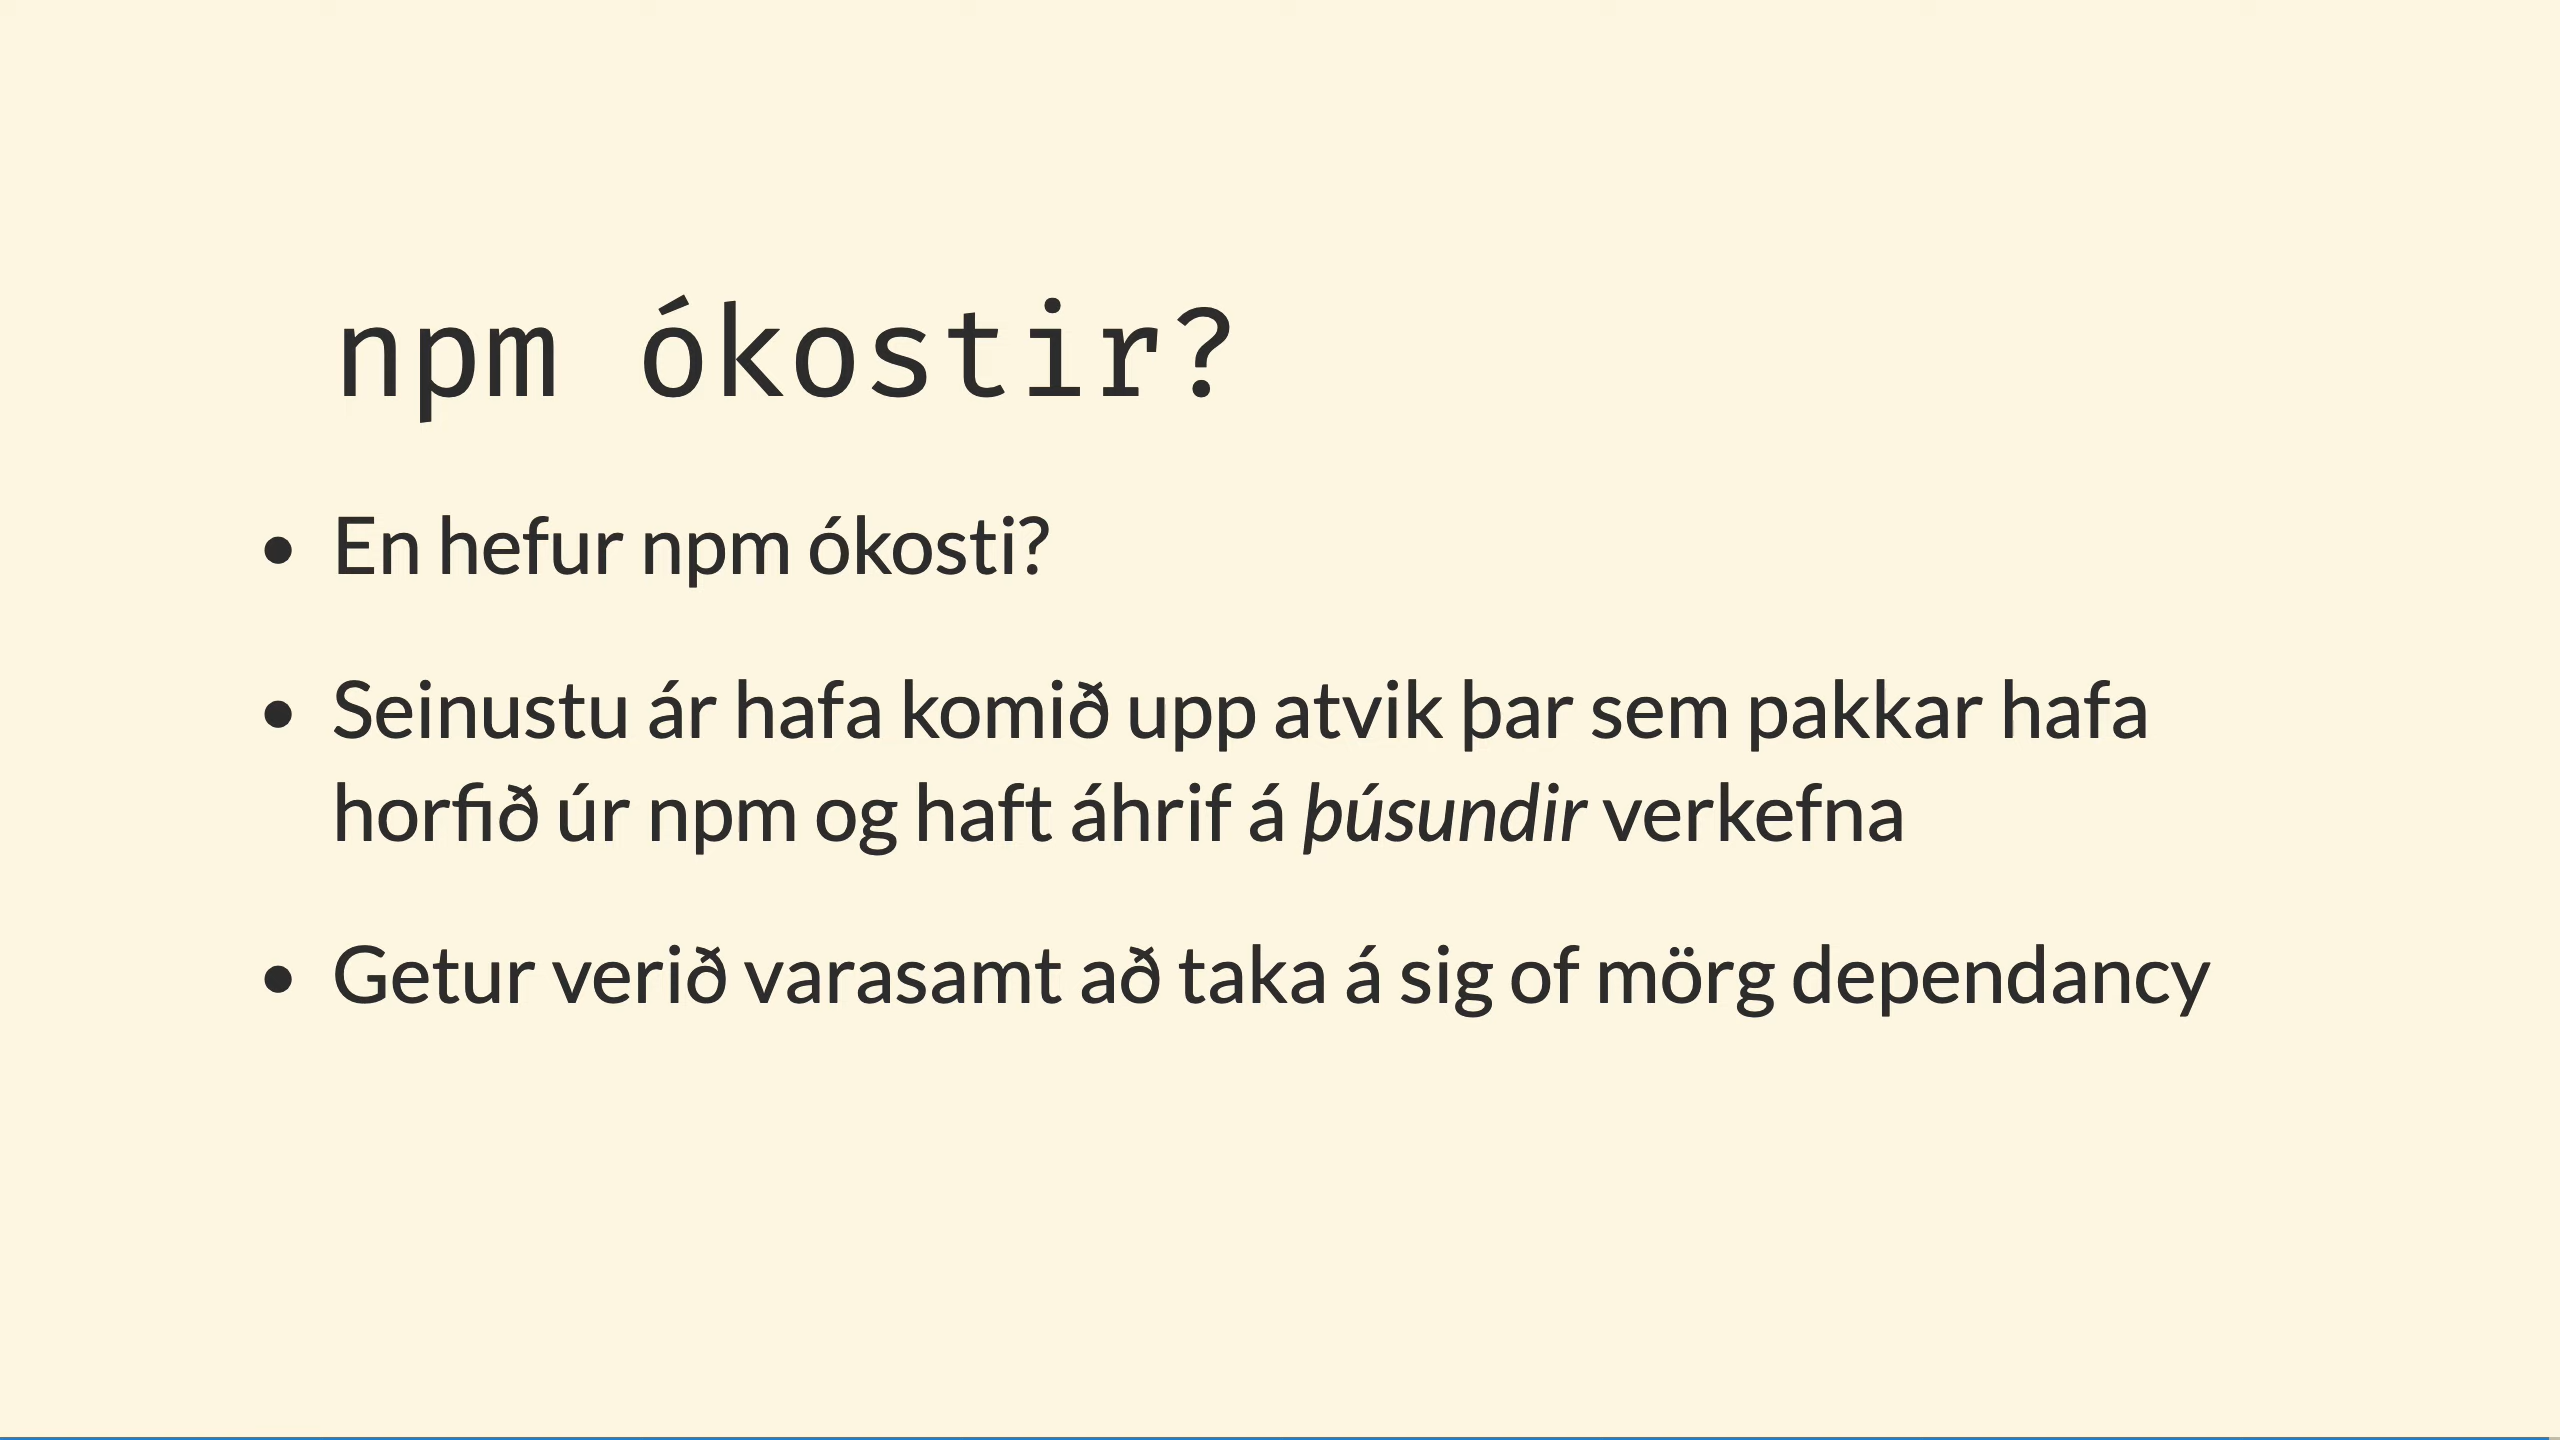 npm ókostir?
• En hefur npm ókosti?
• Seinustu ár hafa komið upp atvik þar sem pakkar hafa
horfið úr npm og haft áhrif á þúsundir verkefna
• Getur verið varasamt að taka á sig of mörg dependancy